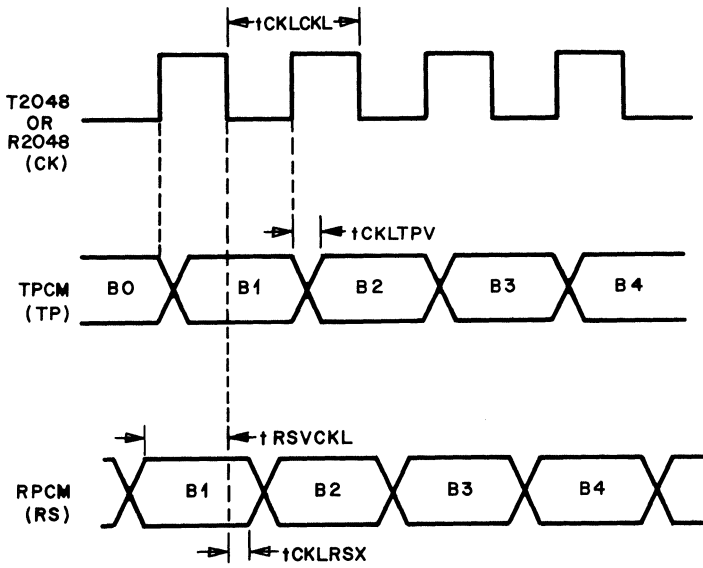 tCKLCKL
T2048
OR
R2048
(CK)
tCKLTPV
TPCM
(TP)
B0 B1 B2 B3 B4
tRSVCKL
RPCM
(RS)
B1 B2 B3 B4
tCKLRSX